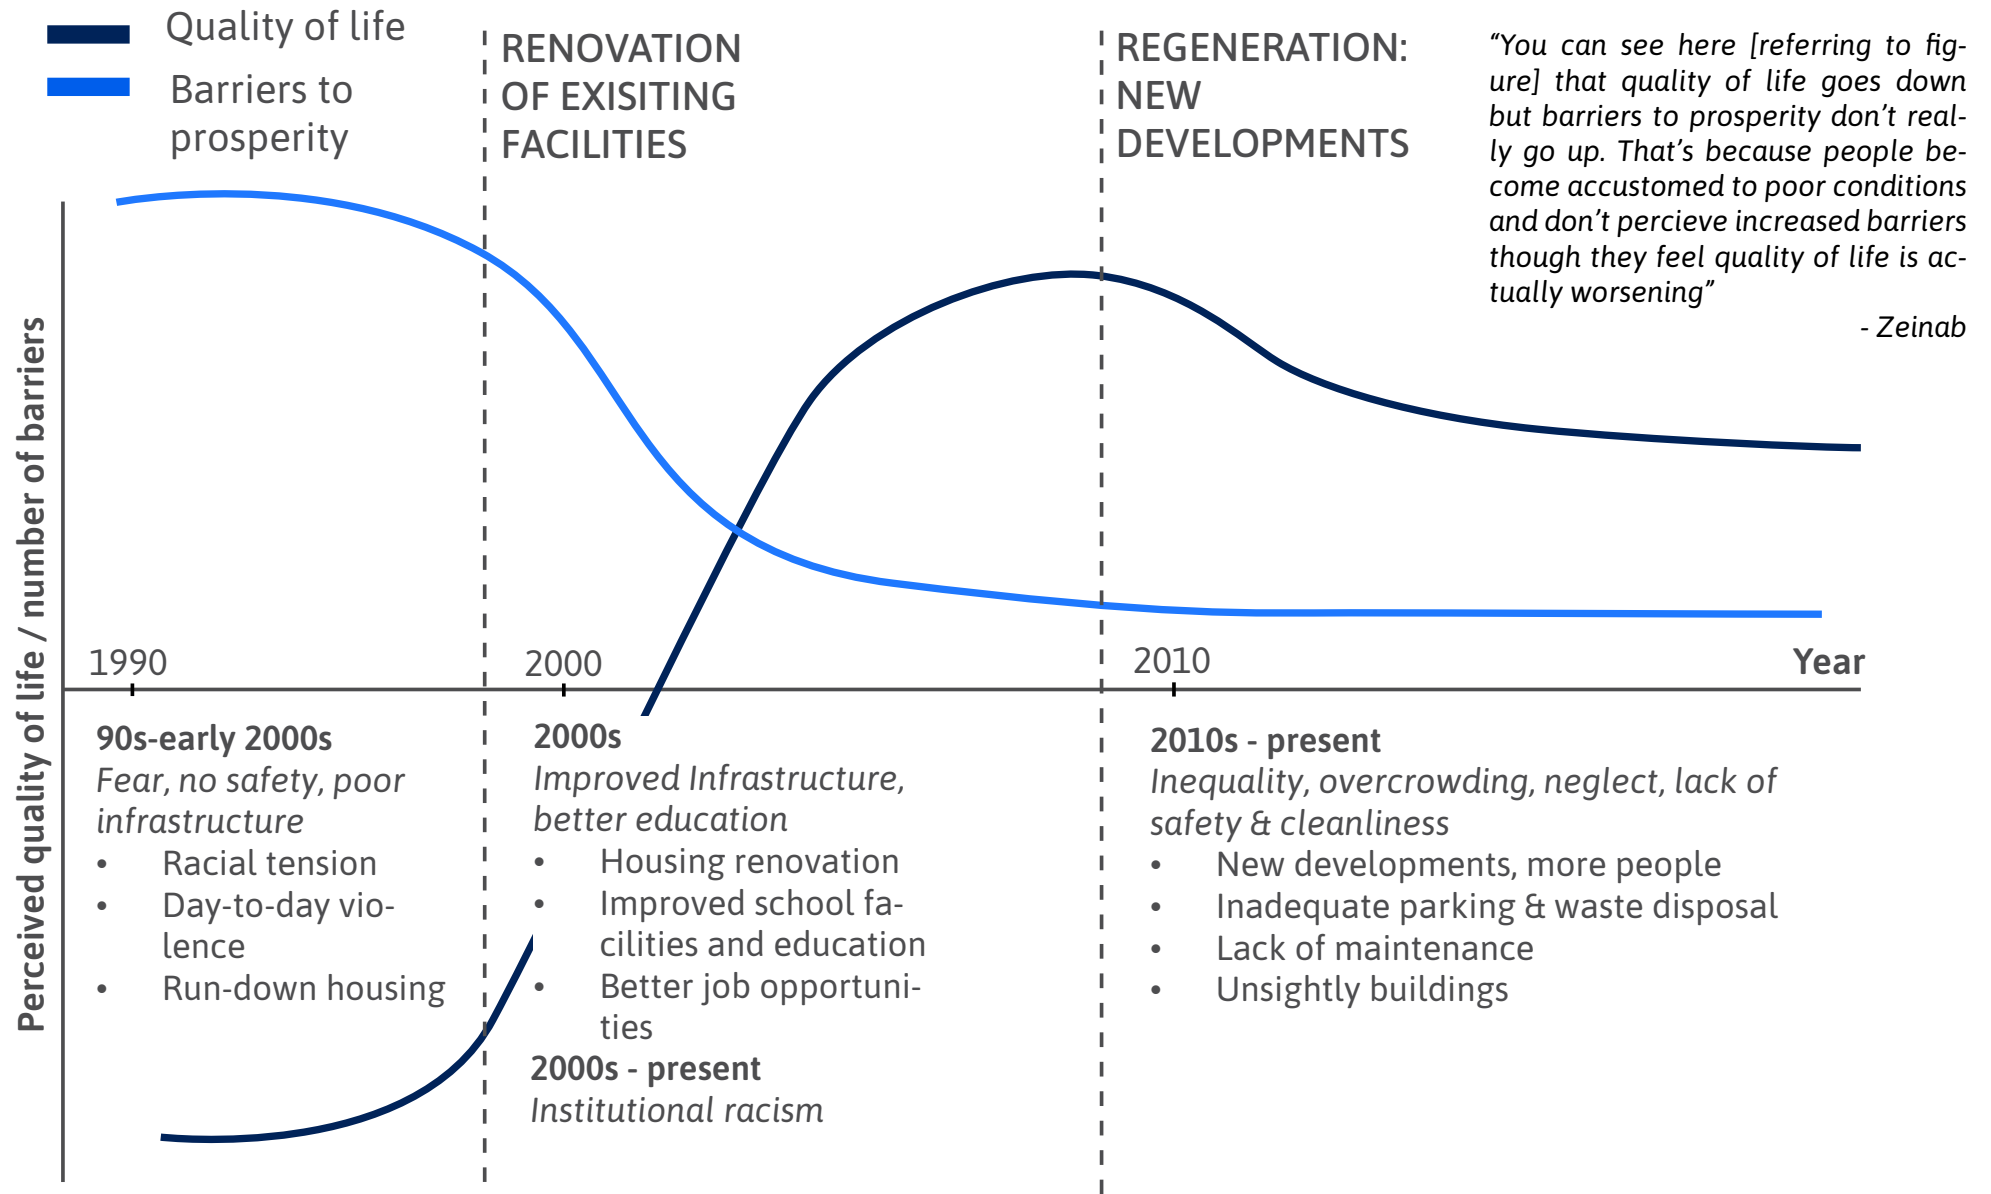 Quality of life
Barriers to
prosperity
RENOVATION
OF EXISITING
FACILITIES
REGENERATION:
NEW
DEVELOPMENTS
“You can see here [referring to fig-
ure] that quality of life goes down
but barriers to prosperity don’t real-
ly go up. That’s because people be-
come accustomed to poor conditions
and don’t percieve increased barriers
though they feel quality of life is ac-
tually worsening”
- Zeinab
Perceived quality of life / number of barriers
1990
2000
2010
Year
90s-early 2000s
Fear, no safety, poor
infrastructure
• Racial tension
• Day-to-day vio-
lence
• Run-down housing
2000s
Improved Infrastructure,
better education
• Housing renovation
• Improved school fa-
cilities and education
• Better job opportuni-
ties
2000s - present
Institutional racism
2010s - present
Inequality, overcrowding, neglect, lack of
safety & cleanliness
• New developments, more people
• Inadequate parking & waste disposal
• Lack of maintenance
• Unsightly buildings